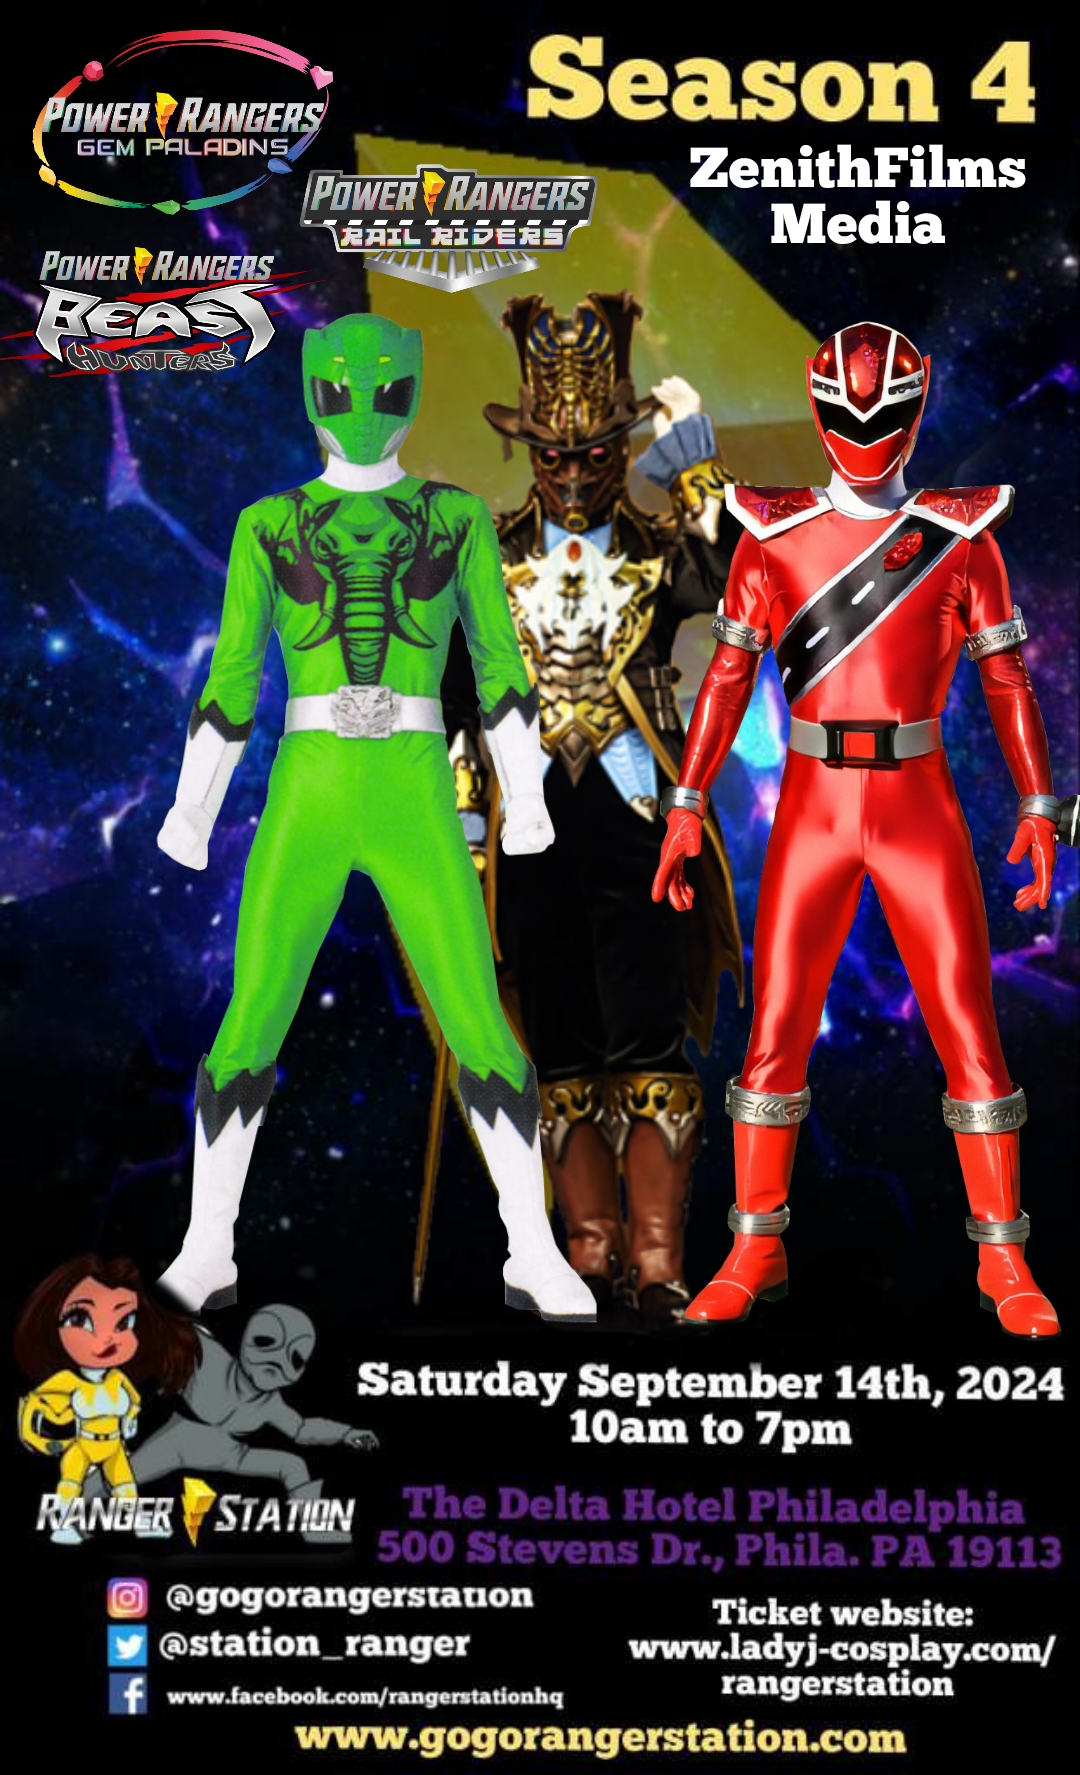 Season 4
POWER RANGERS
GEM PALADINS
ZenithFilms
Media
POWER RANGERS
RAIL RIDERS
POWER RANGERS
BEAST
HUNTERS
Saturday September 14th, 2024
10am to 7pm
RANGER STATION
The Delta Hotel Philadelphia
500 Stevens Dr., Phila. PA 19113
@gogorangerstation
@station_ranger
www.facebook.com/rangerstationhq
Ticket website:
www.ladyj-cosplay.com/
rangerstation
www.gogorangerstation.com